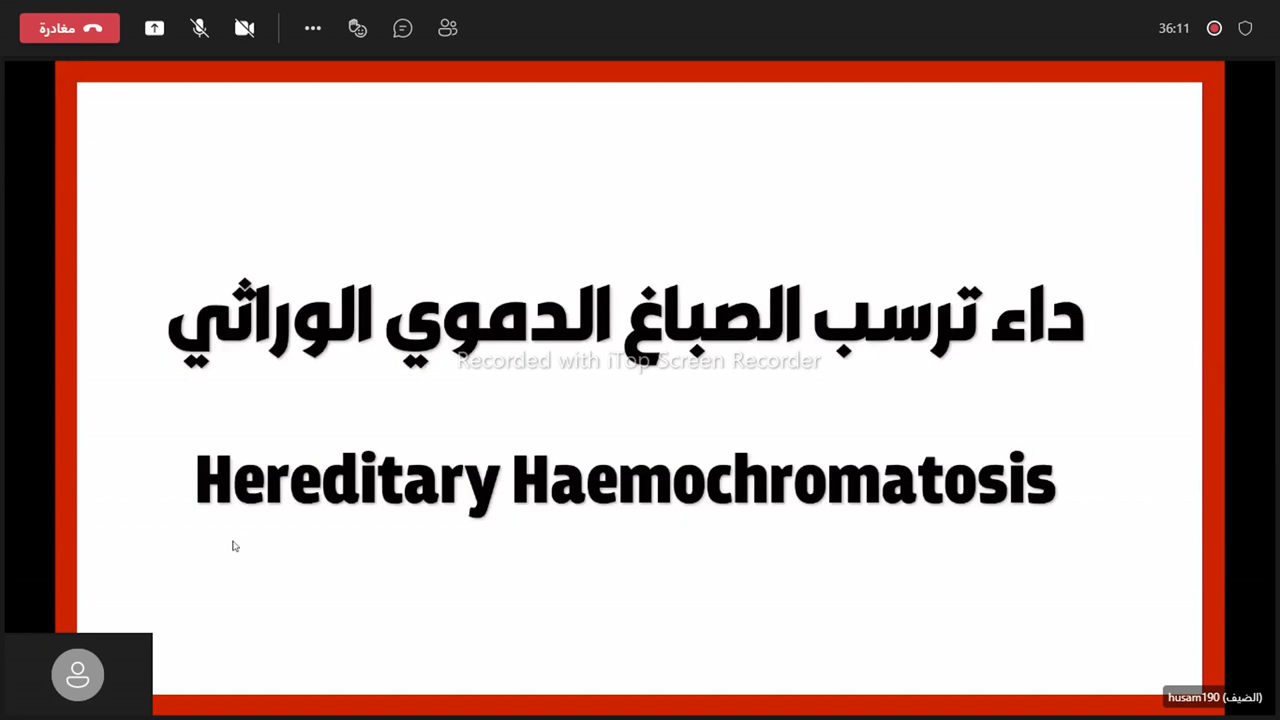 مغادرة
36:11
داء ترسب الصباغ الدموي الوراثي
Recorded with iTop Screen Recorder
Hereditary Haemochromatosis
husam190 (الضيف)